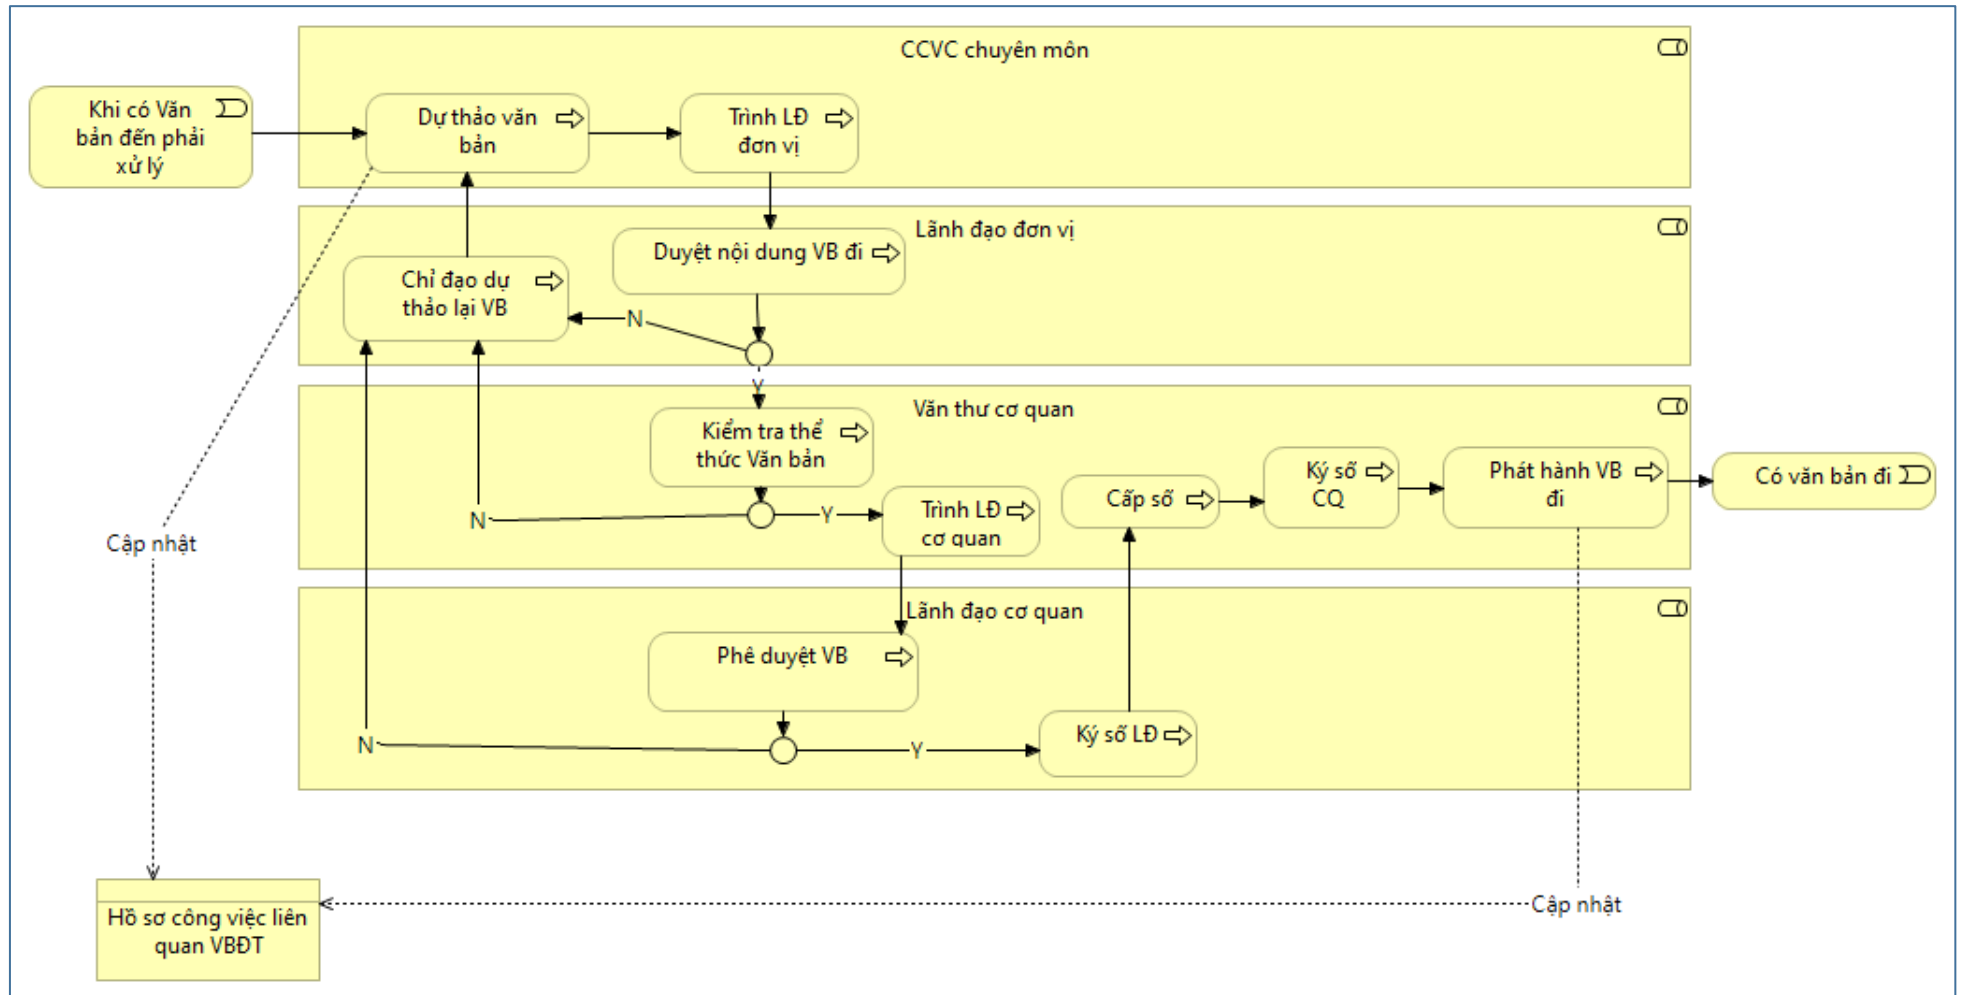 CCVC chuyên môn
Khi có Văn
bản đến phải
xử lý
Dự thảo văn
bản
Trình LĐ
đơn vị
Lãnh đạo đơn vị
Duyệt nội dung VB đi
Chỉ đạo dự
thảo lại VB
N
Y
Văn thư cơ quan
Kiểm tra thể
thức Văn bản
N
Y
Trình LĐ
cơ quan
Cấp số
Ký số
CQ
Phát hành VB
đi
Có văn bản đi
Cập nhật
Lãnh đạo cơ quan
Phê duyệt VB
N
Y
Ký số LĐ
Cập nhật
Hồ sơ công việc liên
quan VBĐT